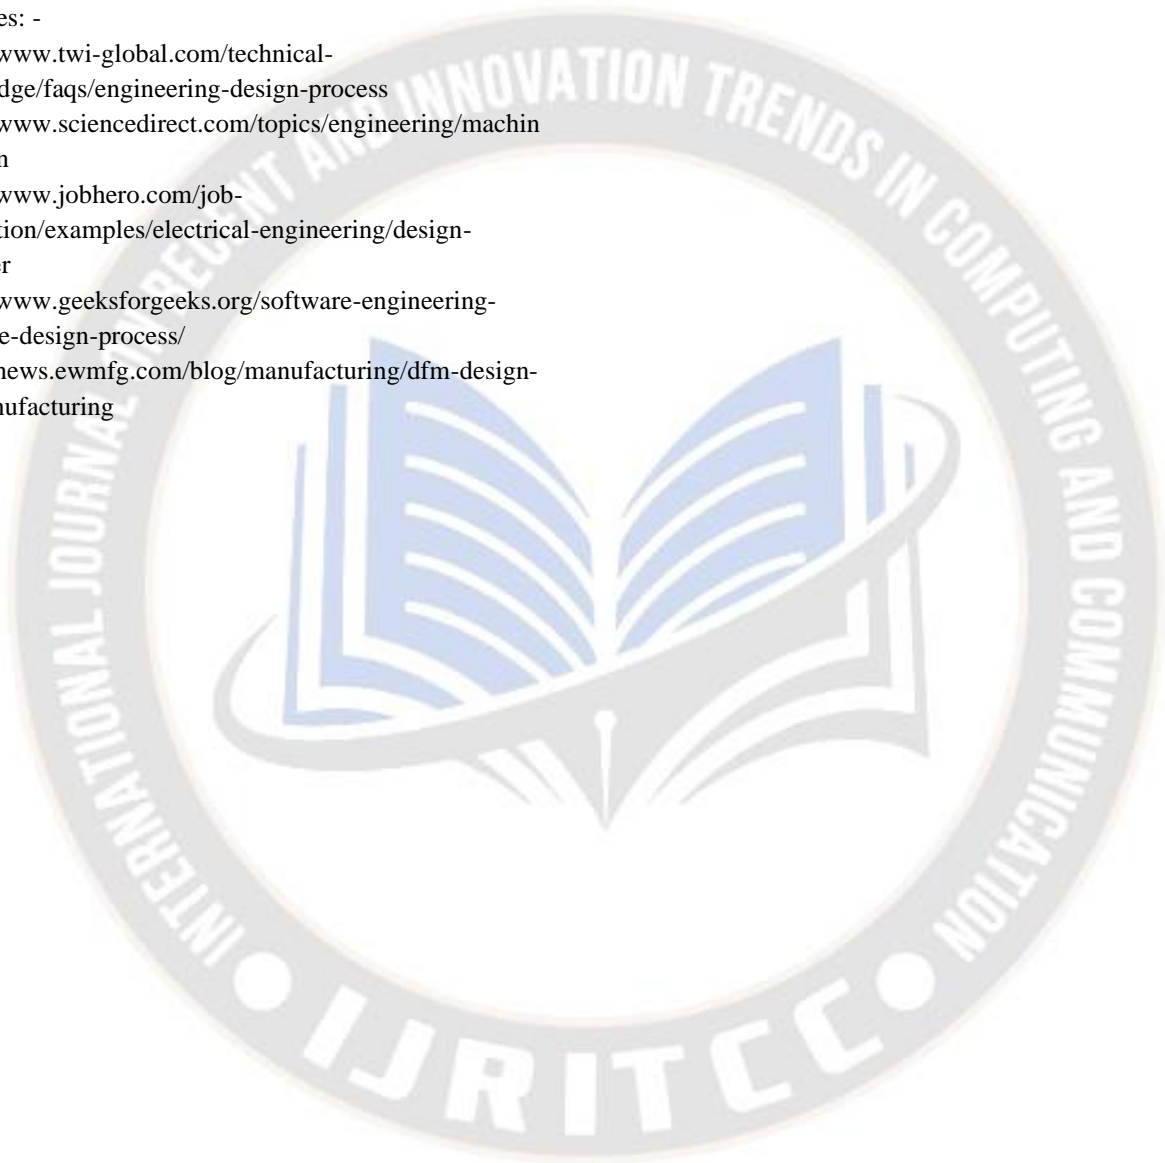 es: -
www.twi-global.com/technical-
dge/faqs/engineering-design-process
www.sciencedirect.com/topics/engineering/machin
n
www.jobhero.com/job-
tion/examples/electrical-engineering/design-
er
www.geeksforgeeks.org/software-engineering-
e-design-process/
news.ewmfg.com/blog/manufacturing/dfm-design-
nufacturing
INTERNATIONAL JOURNAL ON RECENT AND INNOVATION TRENDS IN COMPUTING AND COMMUNICATION
IJRITCC